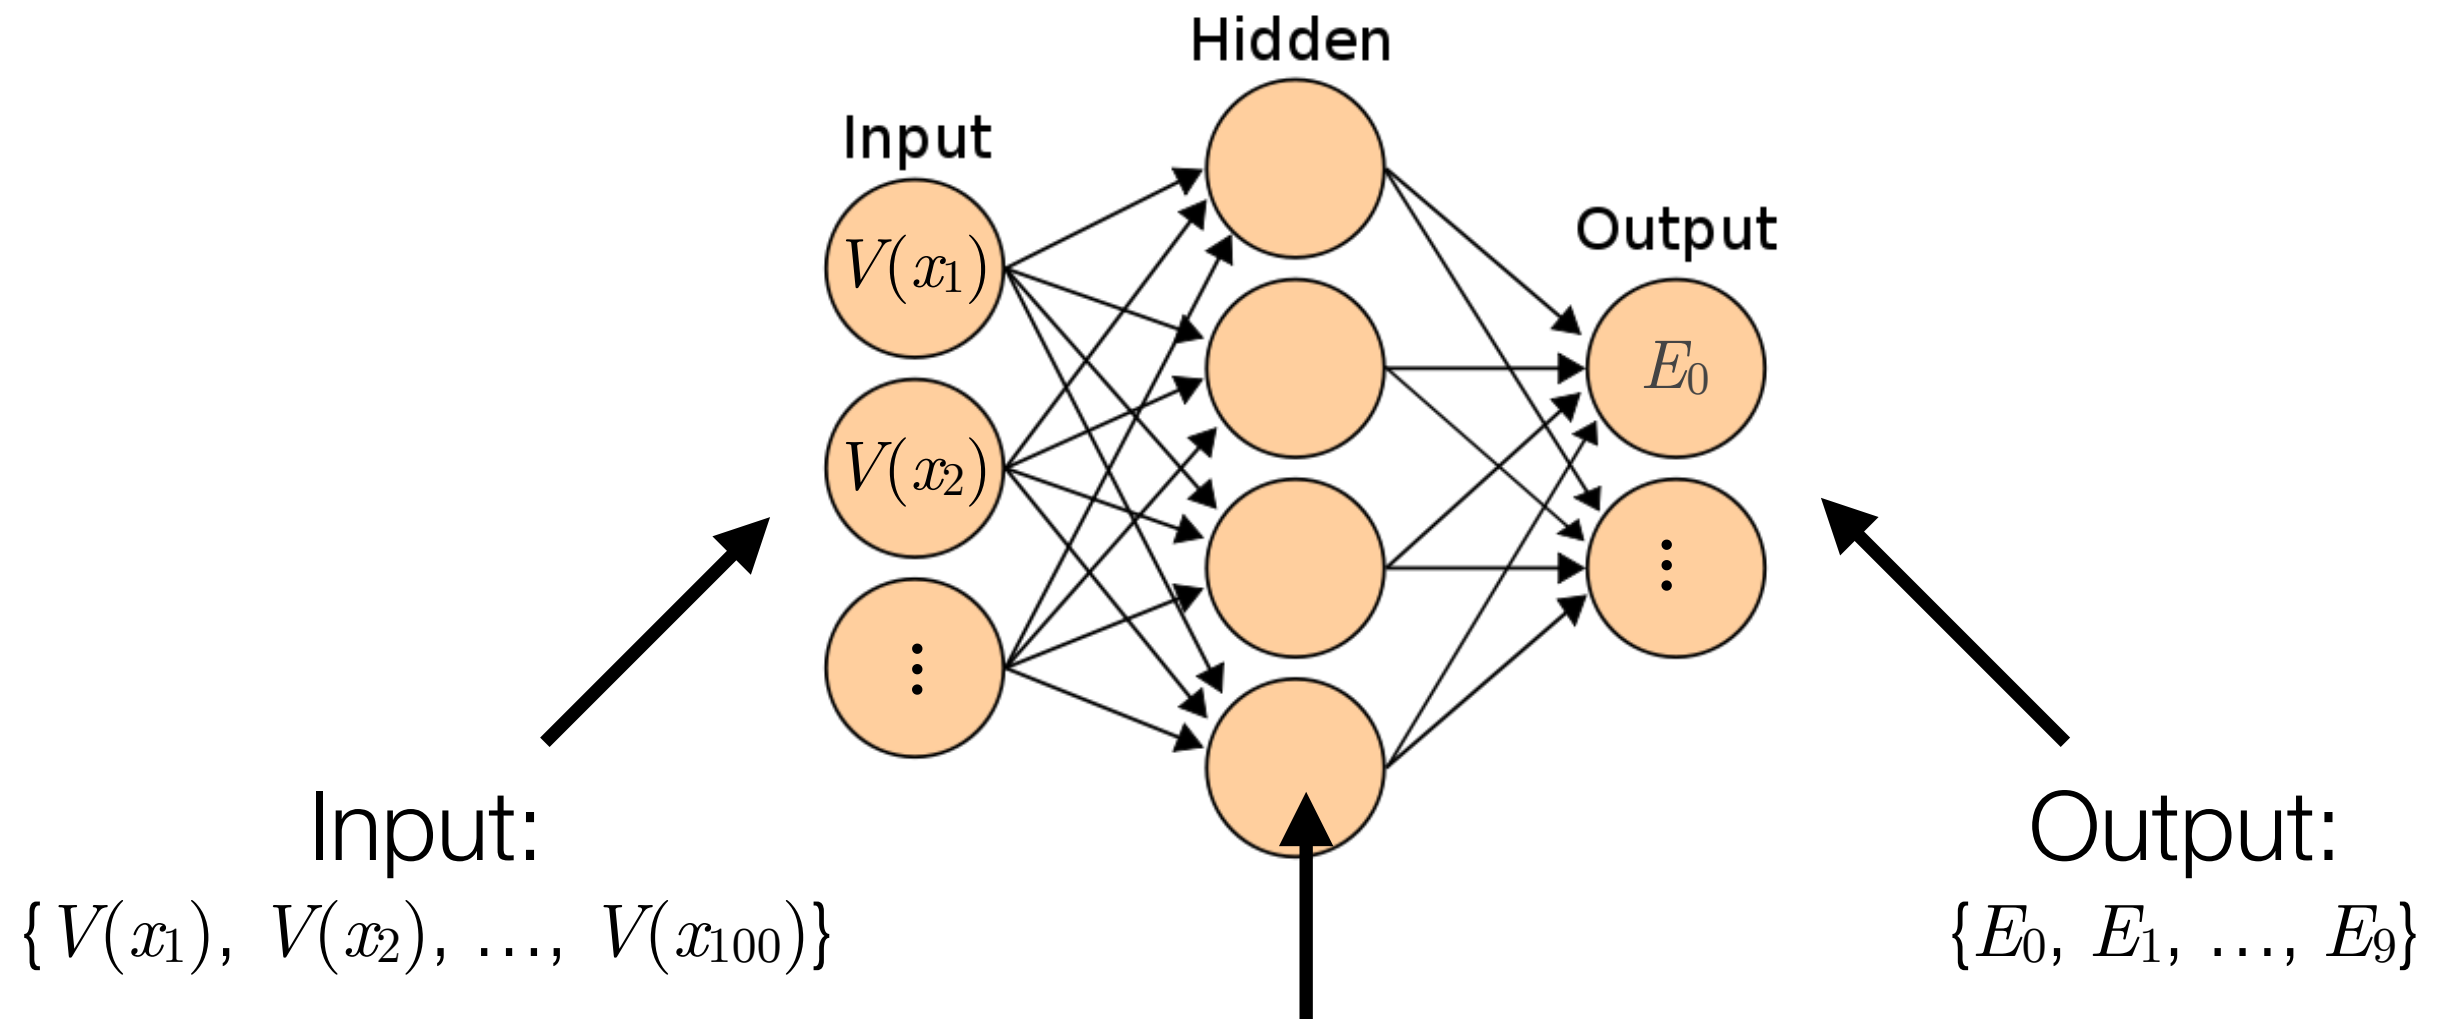 Hidden
Input
Output
V(x₁)
E₀
V(x₂)
⋮
⋮
Input:
{V(x₁), V(x₂), …, V(x₁₀₀)}
Output:
{E₀, E₁, …, E₉}